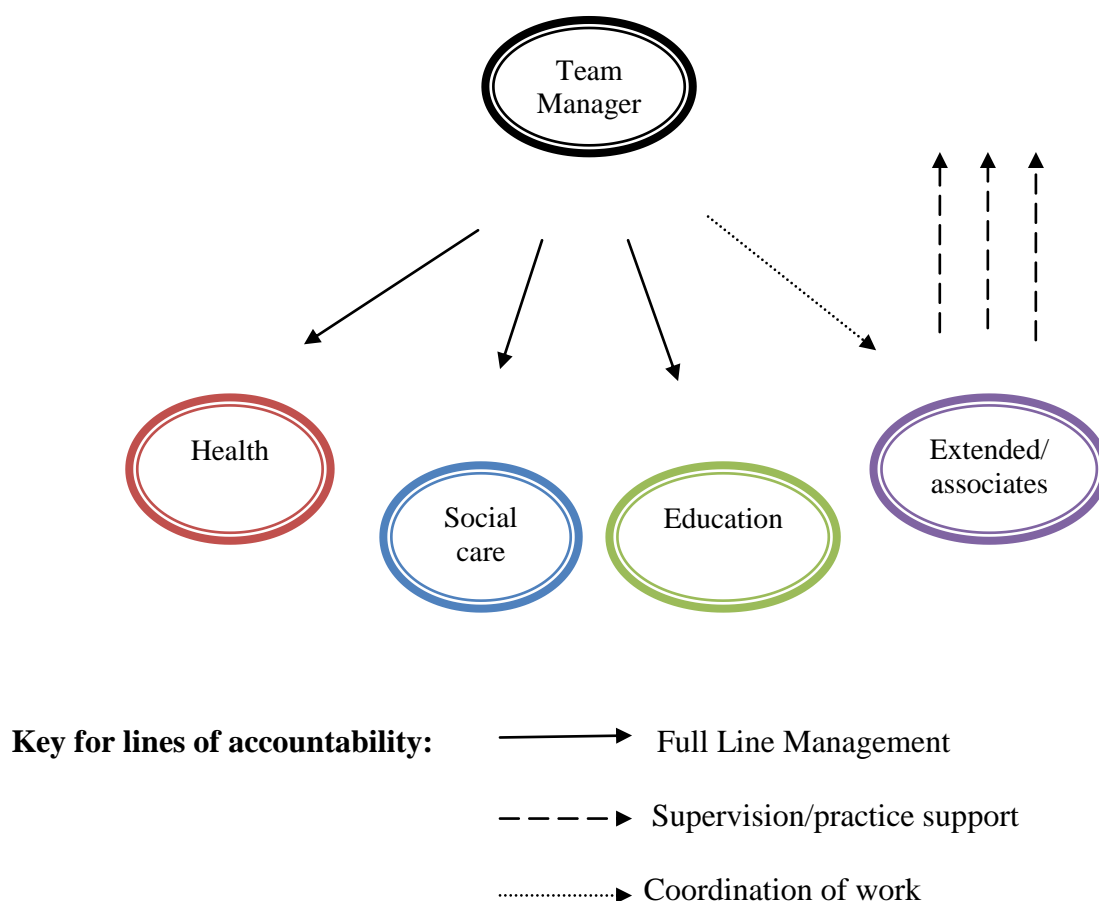 Team
Manager
Health
Social
care
Education
Extended/
associates
Key for lines of accountability:
Full Line Management
Supervision/practice support
Coordination of work